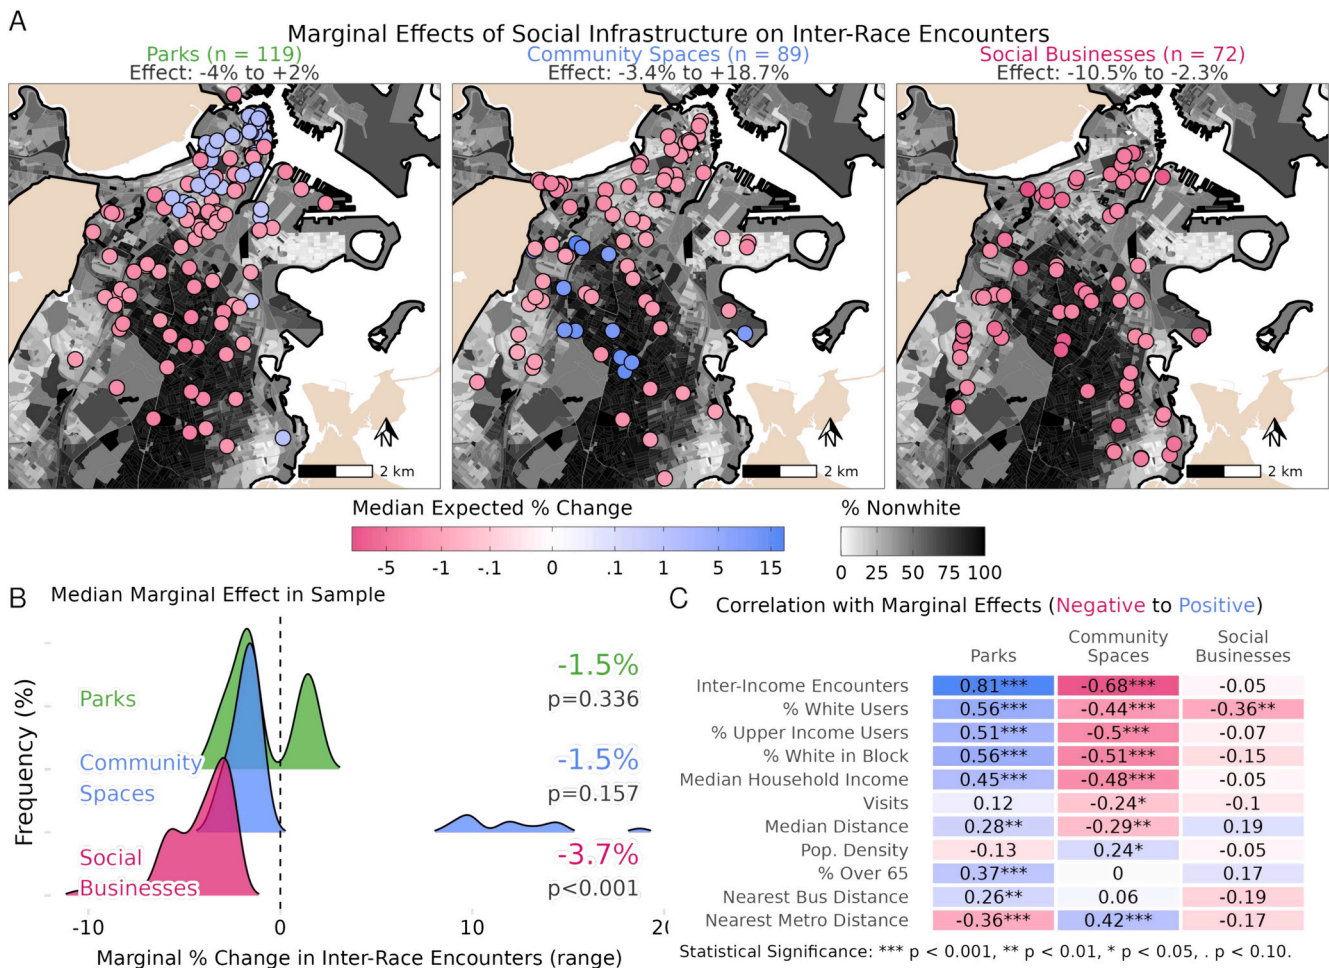 A
Marginal Effects of Social Infrastructure on Inter-Race Encounters
Parks (n = 119)
Effect: -4% to +2%
Community Spaces (n = 89)
Effect: -3.4% to +18.7%
Social Businesses (n = 72)
Effect: -10.5% to -2.3%
2 km
2 km
2 km
Median Expected % Change
-5 -1 -.1 0 .1 1 5 15
% Nonwhite
0 25 50 75 100
B Median Marginal Effect in Sample
Frequency (%)
Parks
-1.5%
p=0.336
Community
Spaces
-1.5%
p=0.157
Social
Businesses
-3.7%
p<0.001
-10 0 10
Marginal % Change in Inter-Race Encounters (range)
C Correlation with Marginal Effects (Negative to Positive)
Parks Community Spaces Social Businesses
Inter-Income Encounters 0.81*** -0.68*** -0.05
% White Users 0.56*** -0.44*** -0.36**
% Upper Income Users 0.51*** -0.5*** -0.07
% White in Block 0.56*** -0.51*** -0.15
Median Household Income 0.45*** -0.48*** -0.05
Visits 0.12 -0.24* -0.1
Median Distance 0.28** -0.29** 0.19
Pop. Density -0.13 0.24* -0.05
% Over 65 0.37*** 0 0.17
Nearest Bus Distance 0.26** 0.06 -0.19
Nearest Metro Distance -0.36*** 0.42*** -0.17
Statistical Significance: *** p < 0.001, ** p < 0.01, * p < 0.05, . p < 0.10.